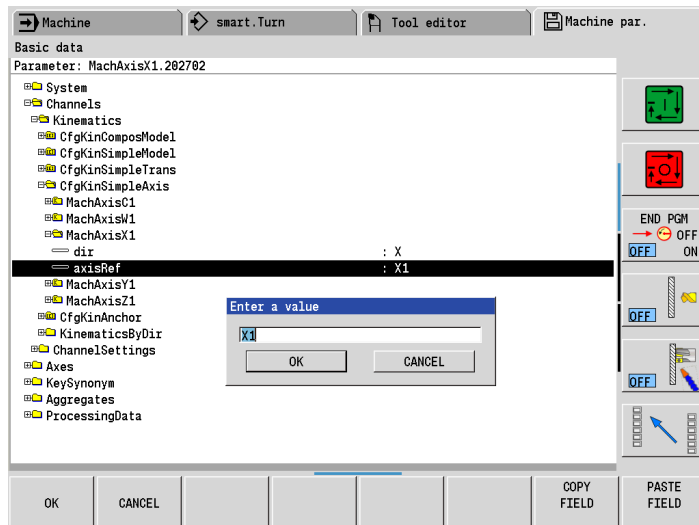 Machine
smart.Turn
Tool editor
Machine par.
Basic data
Parameter: MachAxisX1.202702
System
Channels
Kinematics
CfgKinComposModel
CfgKinSimpleModel
CfgKinSimpleTrans
CfgKinSimpleAxis
MachAxisC1
MachAxisW1
MachAxisX1
dir : X
axisRef : X1
MachAxisY1
MachAxisZ1
CfgKinAnchor
KinematicsByDir
ChannelSettings
Axes
KeySynonym
Aggregates
ProcessingData
Enter a value
X1
OK CANCEL
END PGM
OFF
OFF ON
OFF
OFF
OK CANCEL COPY FIELD PASTE FIELD